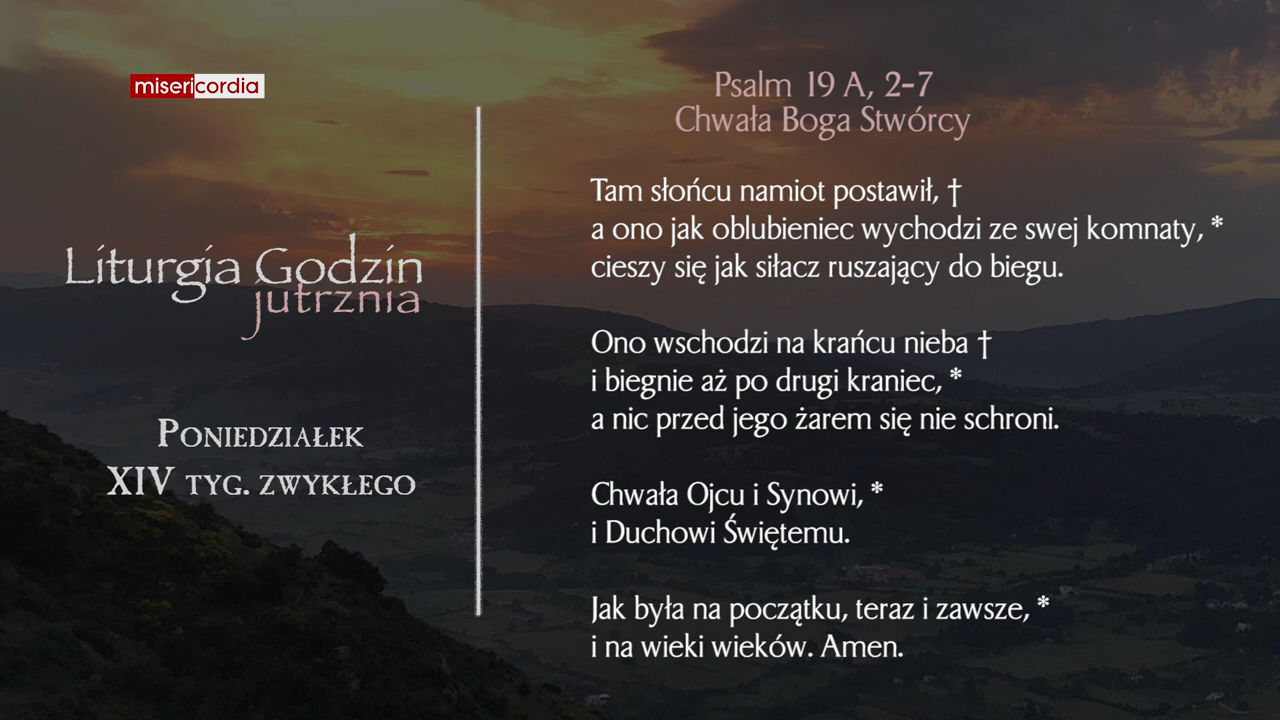 misericordia
Liturgia Godzin
jutrznia
Poniedziałek
XIV tyg. zwykłego
Psalm 19 A, 2-7
Chwała Boga Stwórcy
Tam słońcu namiot postawił, †
a ono jak oblubieniec wychodzi ze swej komnaty, *
cieszy się jak siłacz ruszający do biegu.
Ono wschodzi na krańcu nieba †
i biegnie aż po drugi kraniec, *
a nic przed jego żarem się nie schroni.
Chwała Ojcu i Synowi, *
i Duchowi Świętemu.
Jak była na początku, teraz i zawsze, *
i na wieki wieków. Amen.